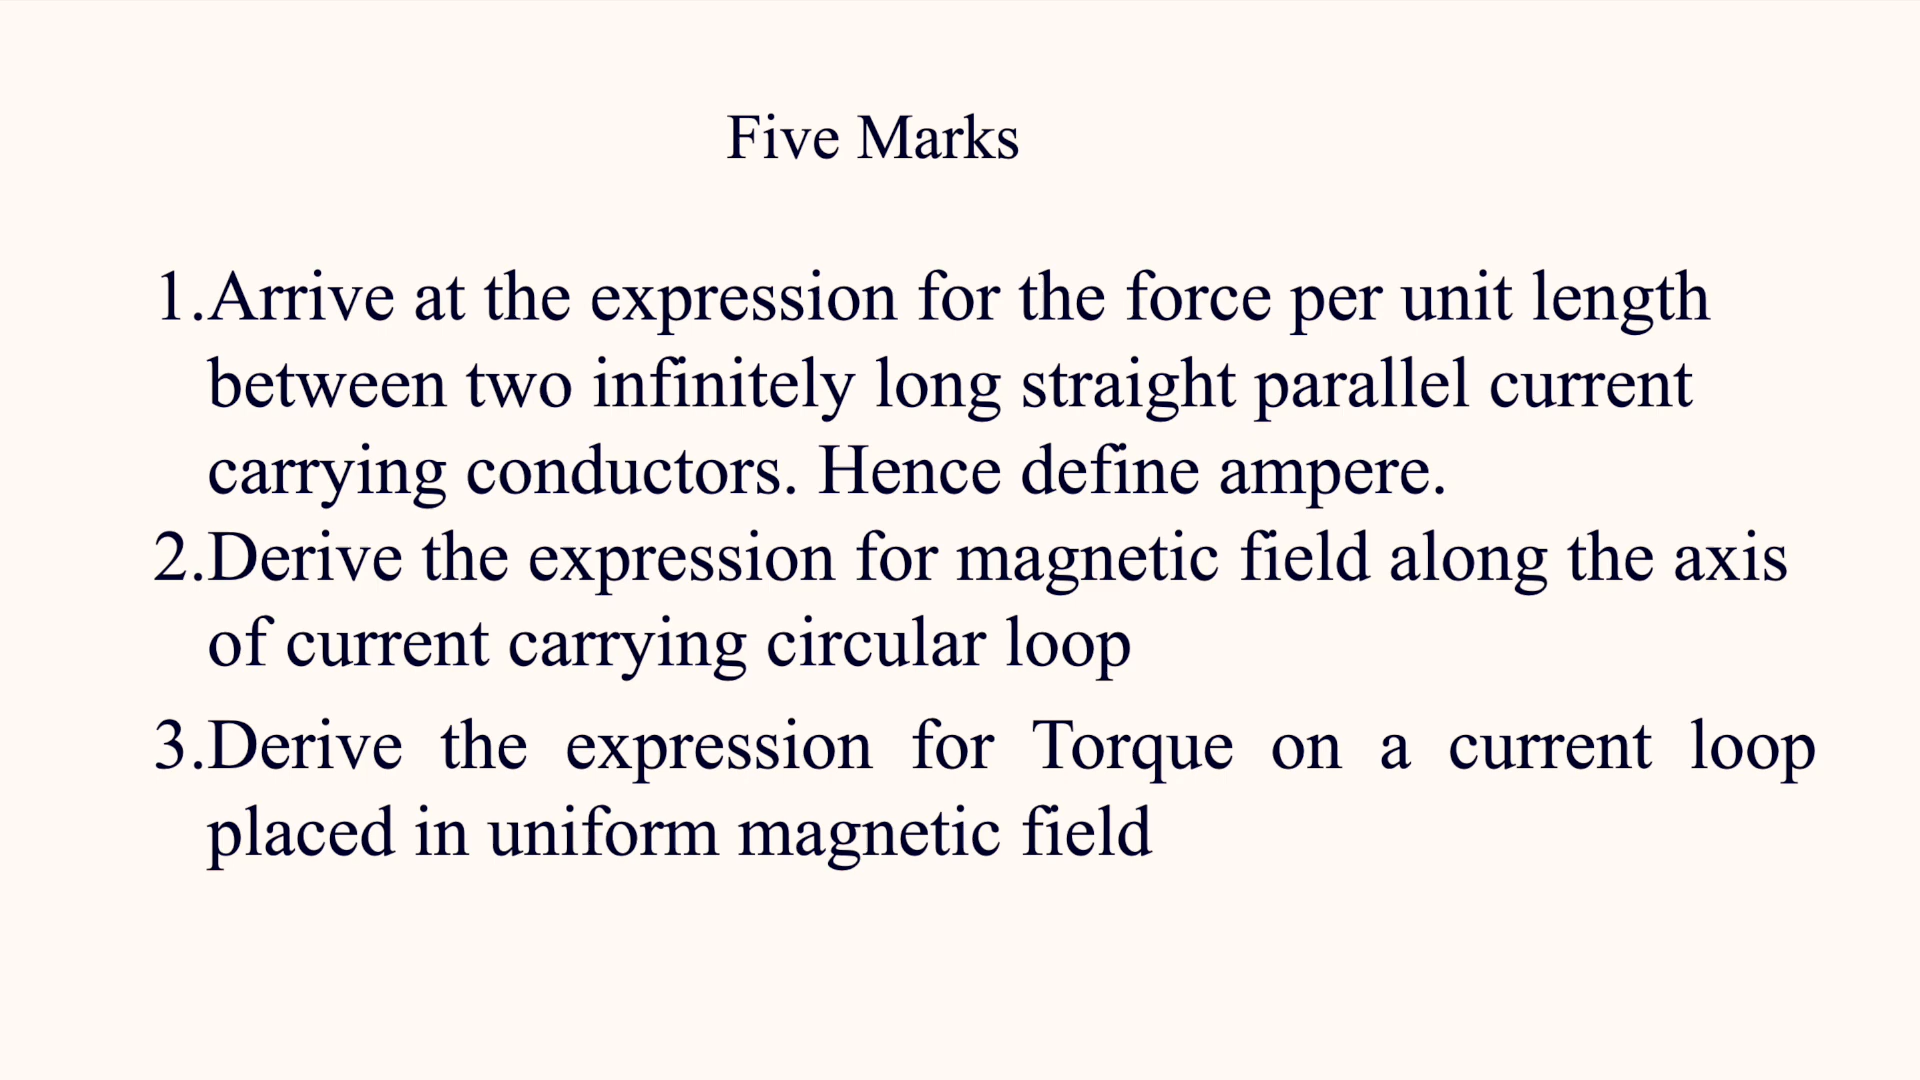 Five Marks
1.Arrive at the expression for the force per unit length
between two infinitely long straight parallel current
carrying conductors. Hence define ampere.
2.Derive the expression for magnetic field along the axis
of current carrying circular loop
3.Derive the expression for Torque on a current loop
placed in uniform magnetic field